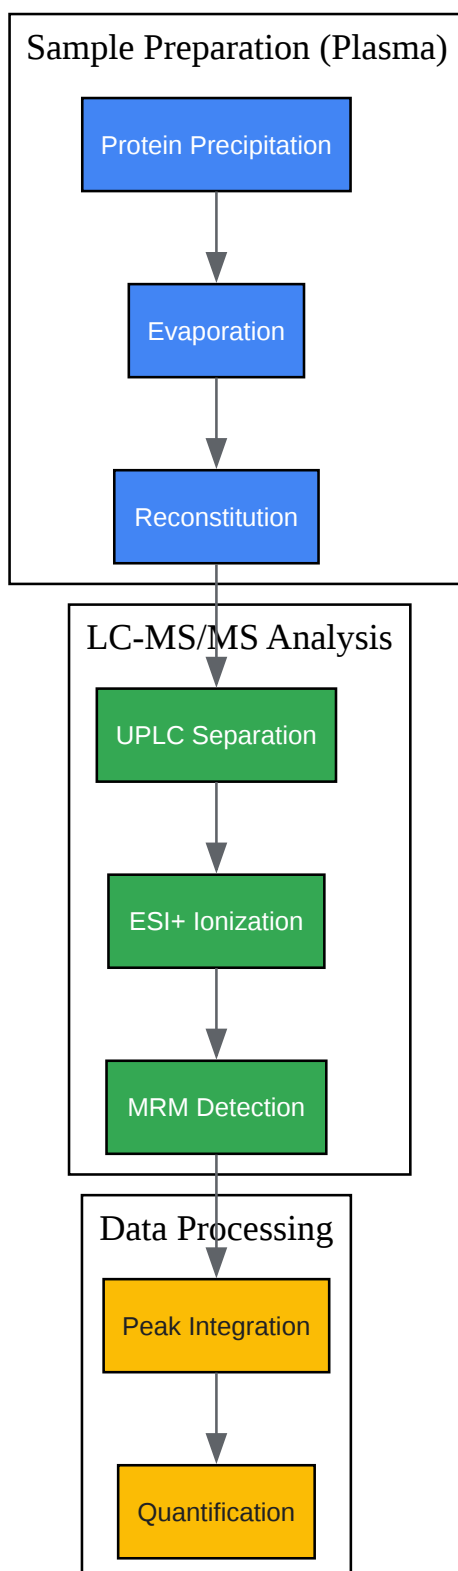 Sample Preparation (Plasma)
Protein Precipitation
Evaporation
Reconstitution
LC-MS/MS Analysis
UPLC Separation
ESI+ Ionization
MRM Detection
Data Processing
Peak Integration
Quantification